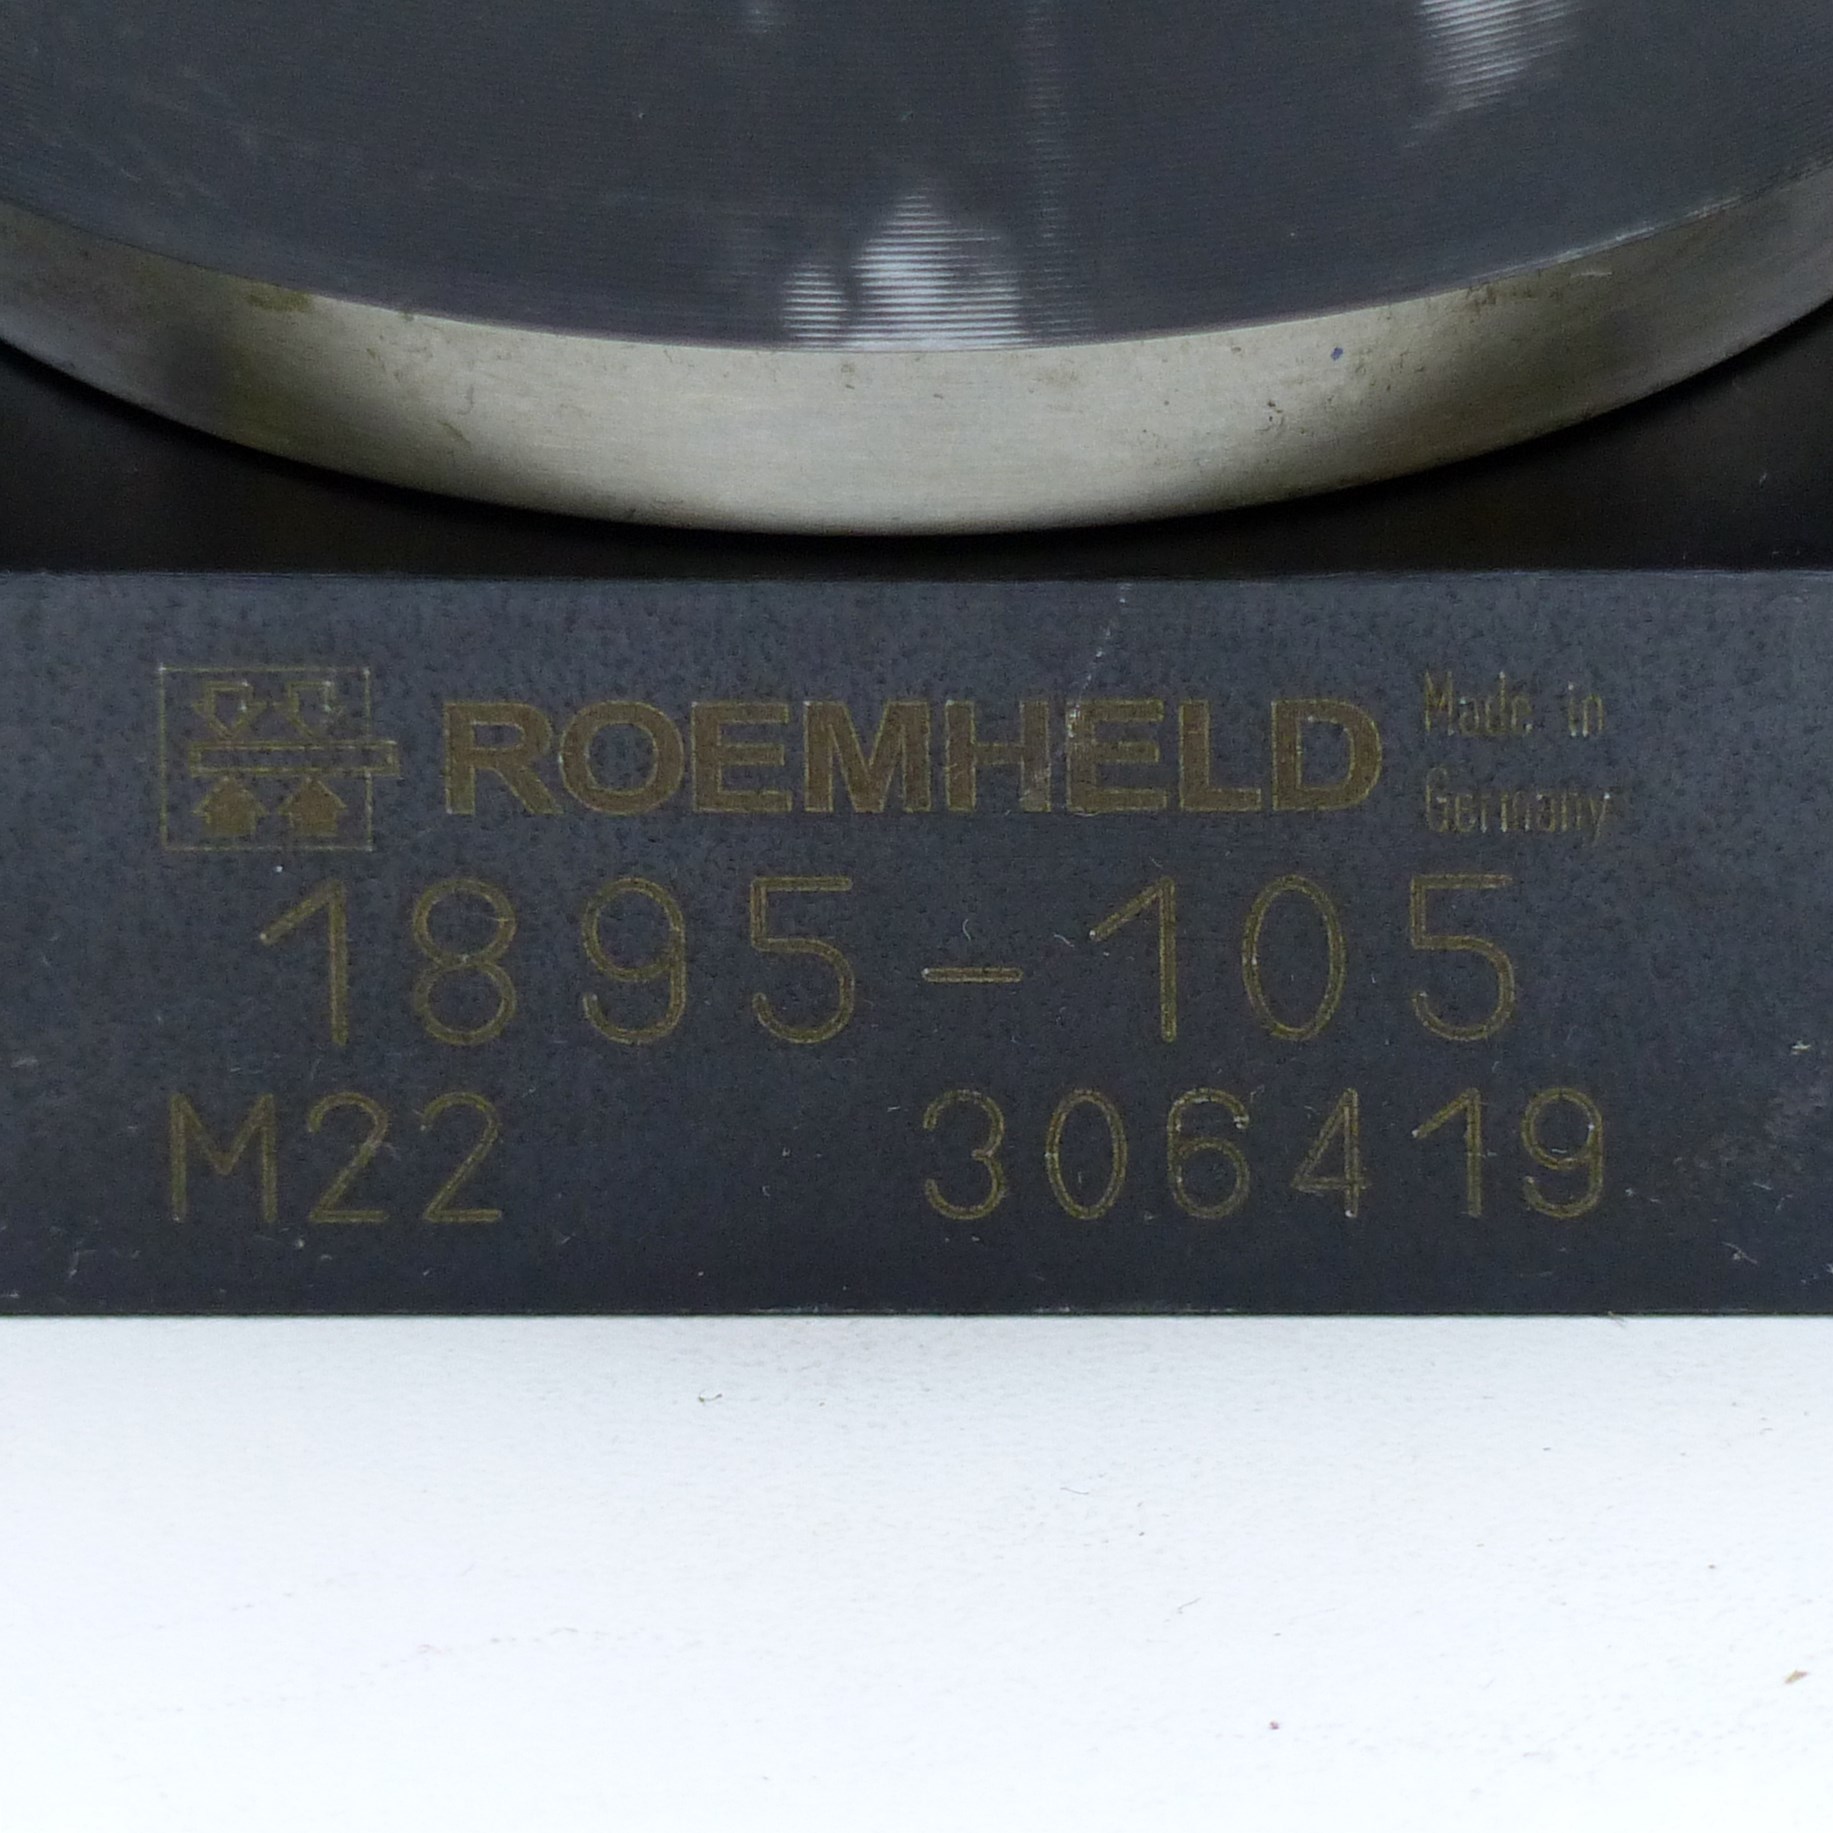 ROEMHELD
Made in
Germany
1895-105
M22 306419